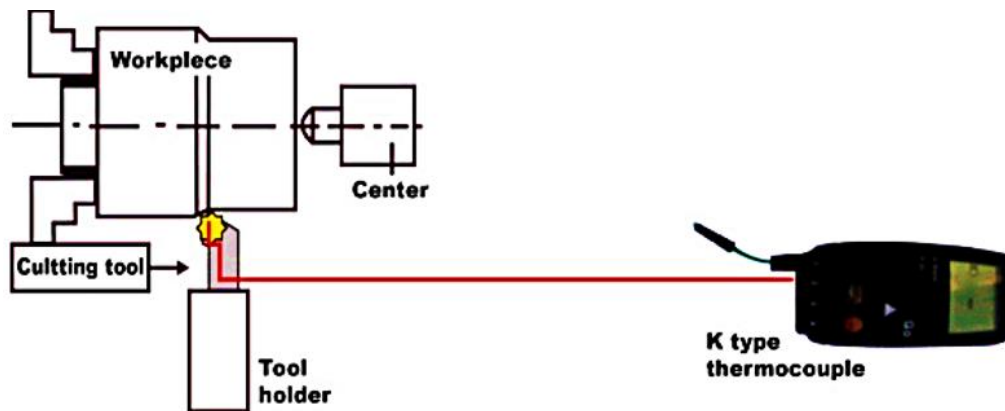 Workplece
Center
Cultting tool
Tool
holder
K type
thermocouple